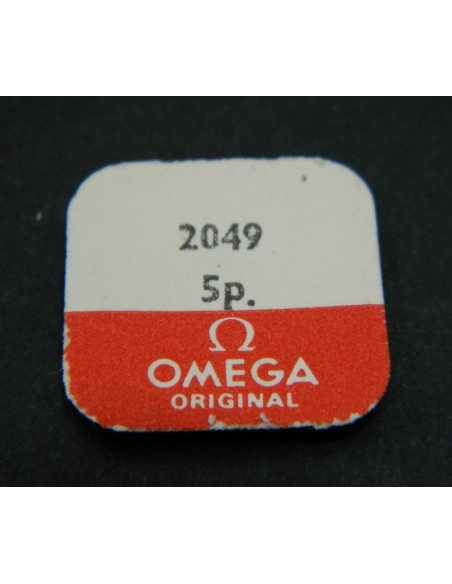 2049
5p.
Ω
OMEGA
ORIGINAL